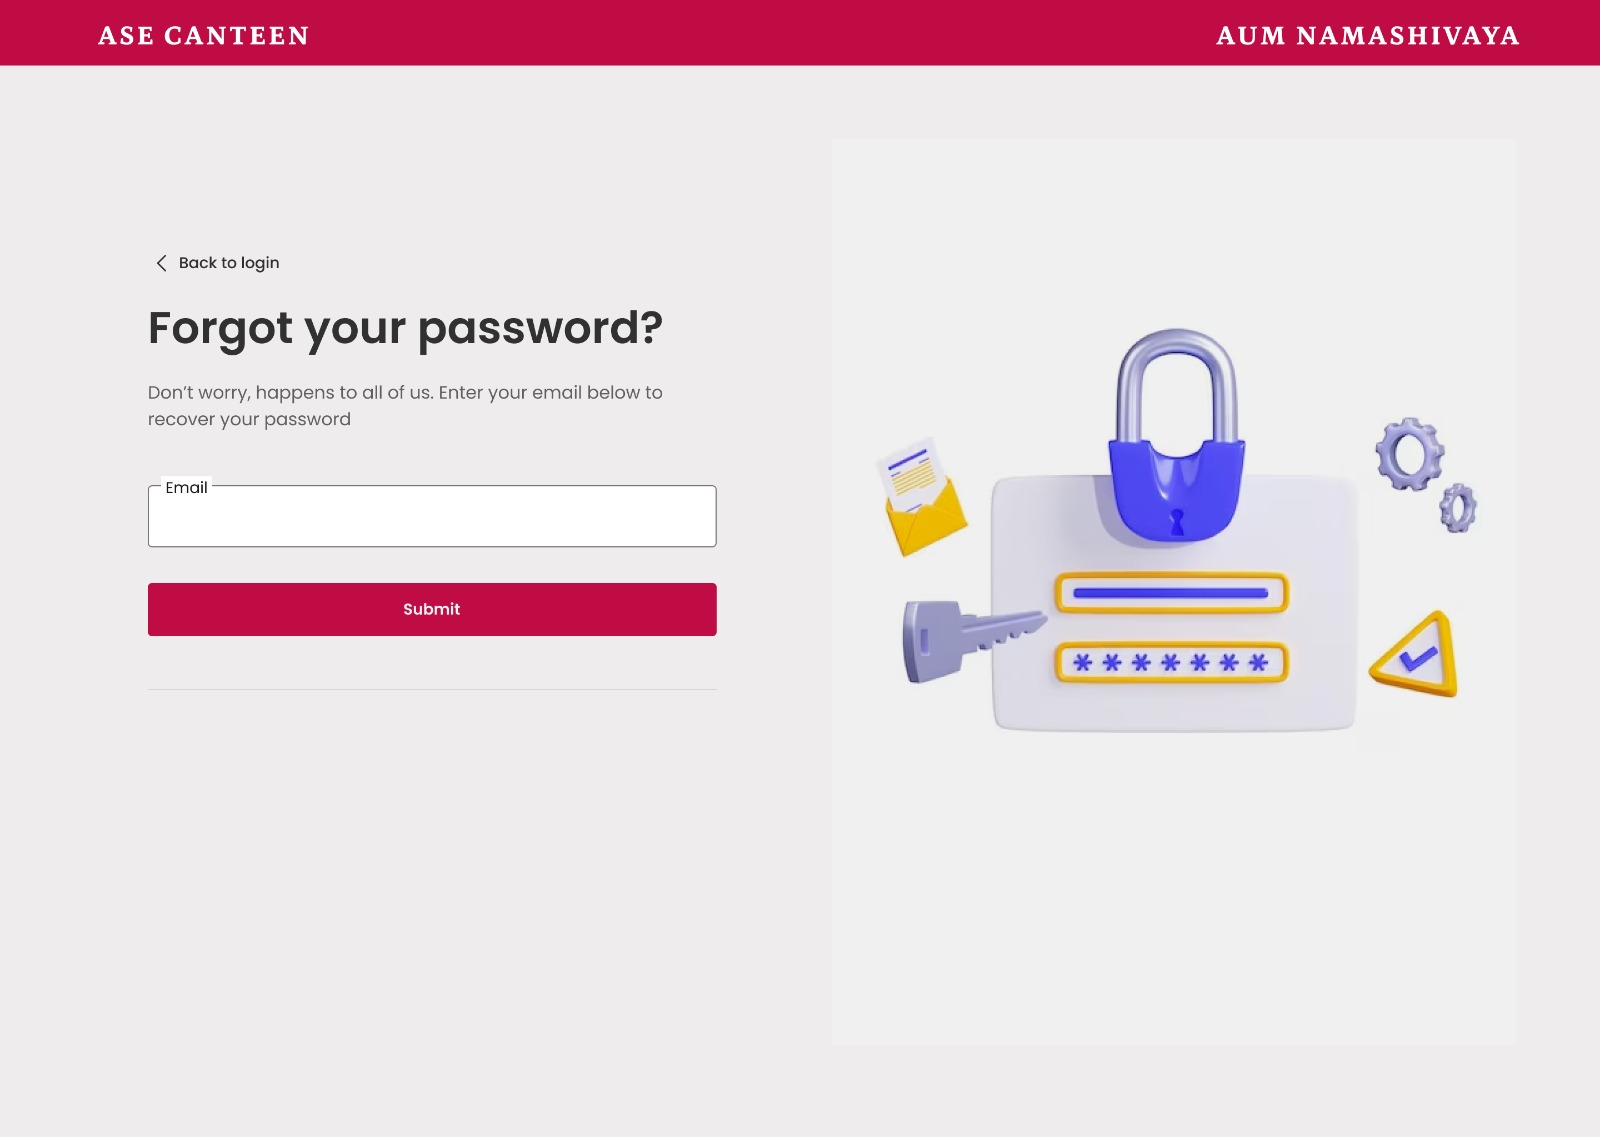 ASE CANTEEN
AUM NAMASHIVAYA
Back to login
Forgot your password?
Don’t worry, happens to all of us. Enter your email below to
recover your password
Email
Submit
*******